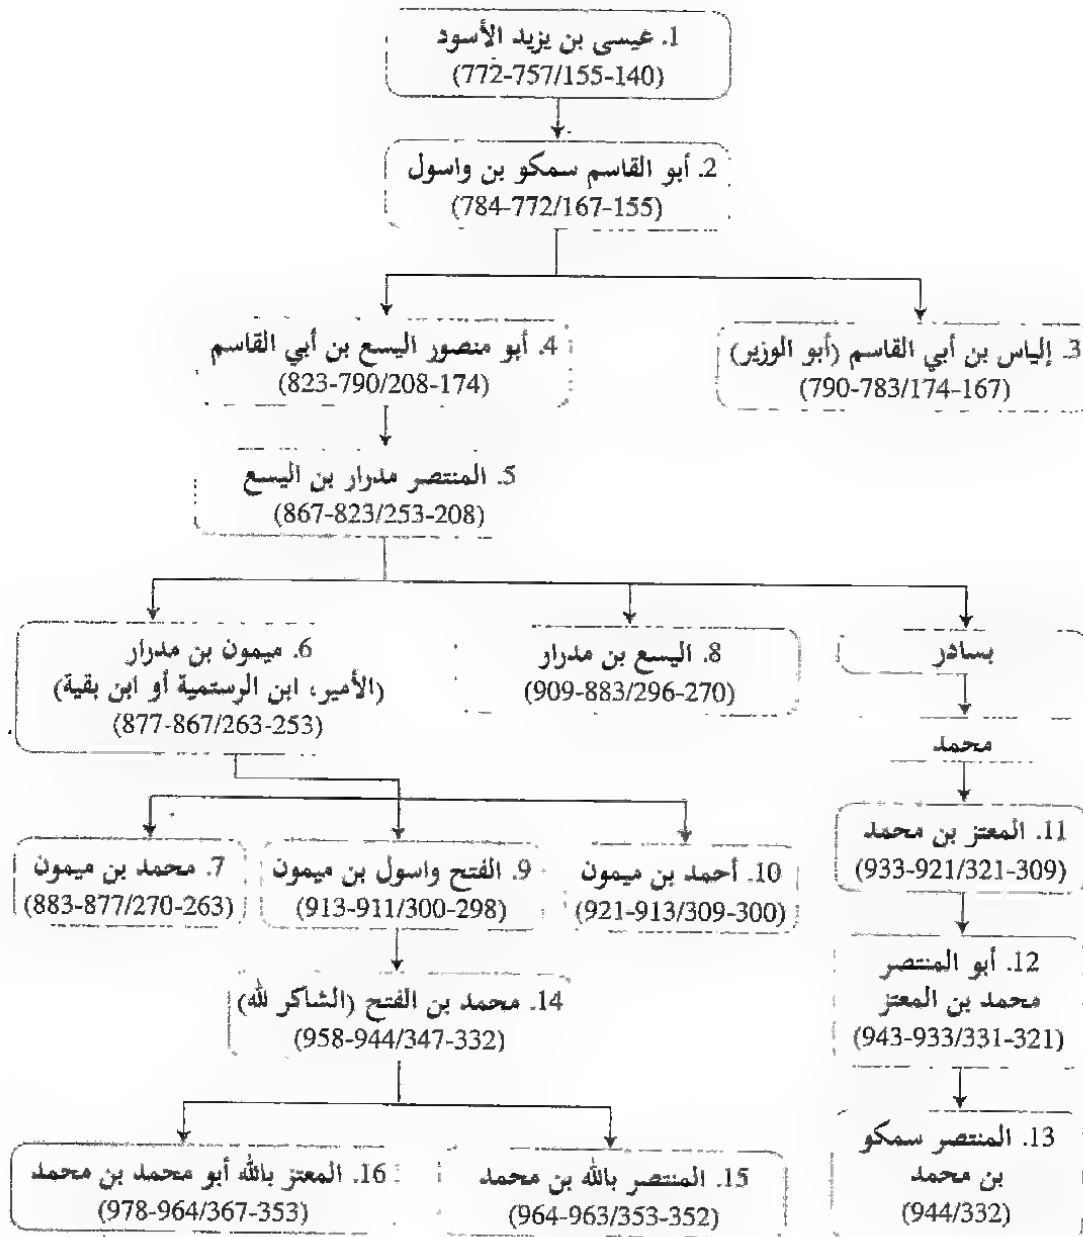 1. عيسى بن يزيد الأسود
(140-155/757-772)
2. أبو القاسم سمكو بن واسول
(155-167/772-784)
3. إلياس بن أبي القاسم (أبو الوزير)
(167-174/783-790)
4. أبو منصور اليسع بن أبي القاسم
(174-208/790-823)
5. المنتصر مدرار بن اليسع
(208-253/823-867)
بسادر
8. اليسع بن مدرار
(270-296/883-909)
6. ميمون بن مدرار
(الأمير، ابن الرستمية أو ابن بقية)
(253-263/867-877)
محمد
11. المعتز بن محمد
(309-321/921-933)
10. أحمد بن ميمون
(300-309/913-921)
9. الفتح واسول بن ميمون
(298-300/911-913)
7. محمد بن ميمون
(263-270/877-883)
12. أبو المنتصر
محمد بن المعتز
(321-331/933-943)
14. محمد بن الفتح (الشاكر لله)
(332-347/944-958)
13. المنتصر سمكو
بن محمد
(332/944)
15. المنتصر بالله بن محمد
(352-353/963-964)
16. المعتز بالله أبو محمد بن محمد
(353-367/964-978)